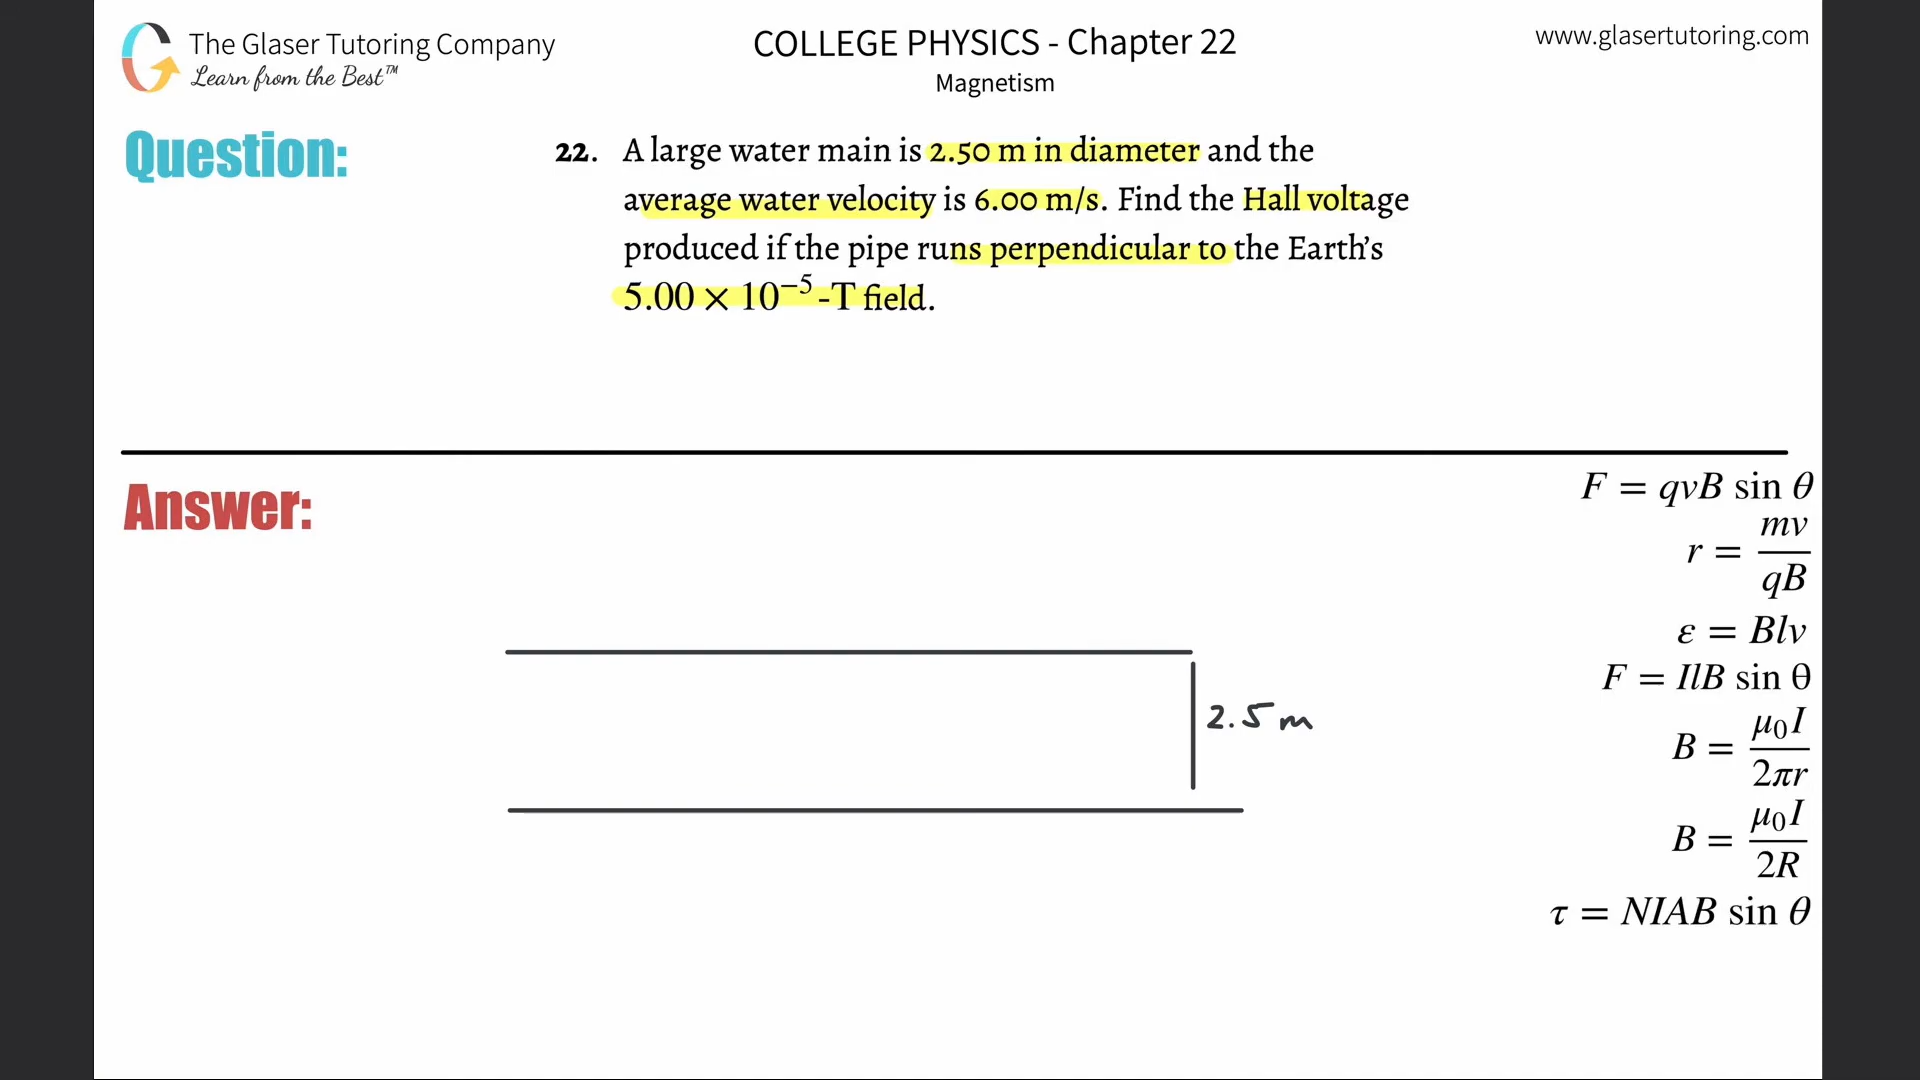 The Glaser Tutoring Company
Learn from the Best™
COLLEGE PHYSICS - Chapter 22
Magnetism
www.glasertutoring.com
Question:
22. A large water main is 2.50 m in diameter and the
average water velocity is 6.00 m/s. Find the Hall voltage
produced if the pipe runs perpendicular to the Earth's
5.00 × 10⁻⁵ -T field.
Answer:
2.5 m
F = qvB sin θ
r = mv / qB
ε = Blv
F = IlB sin θ
B = μ₀I / 2πr
B = μ₀I / 2R
τ = NIAB sin θ